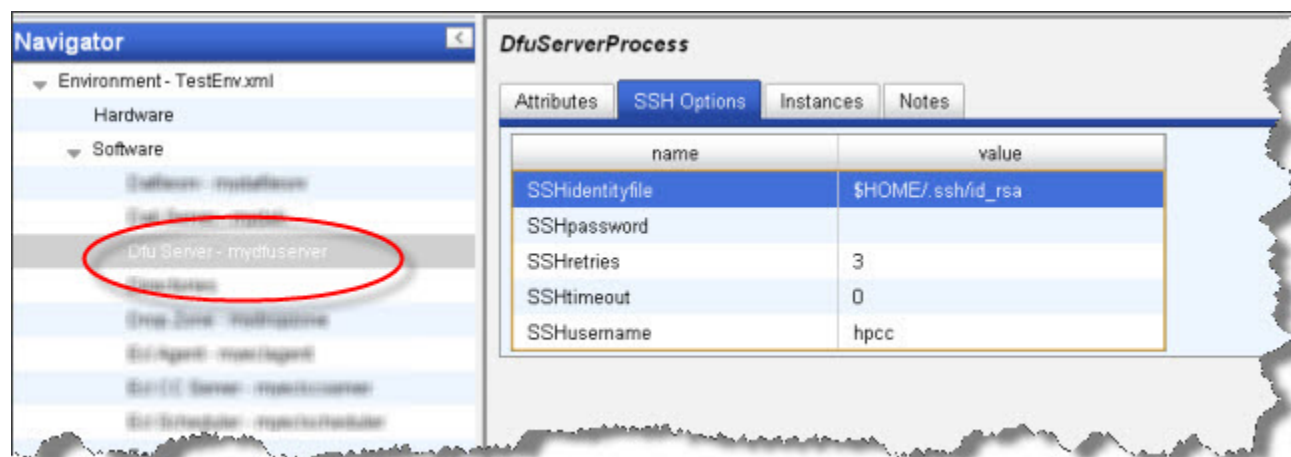 Navigator
Environment - TestEnv.xml
Hardware
Software
Dfu Server - mydfuserver
Directories
DfuServerProcess
Attributes SSH Options Instances Notes
name value
SSHidentityfile $HOME/.ssh/id_rsa
SSHpassword
SSHretries 3
SSHtimeout 0
SSHusername hpcc